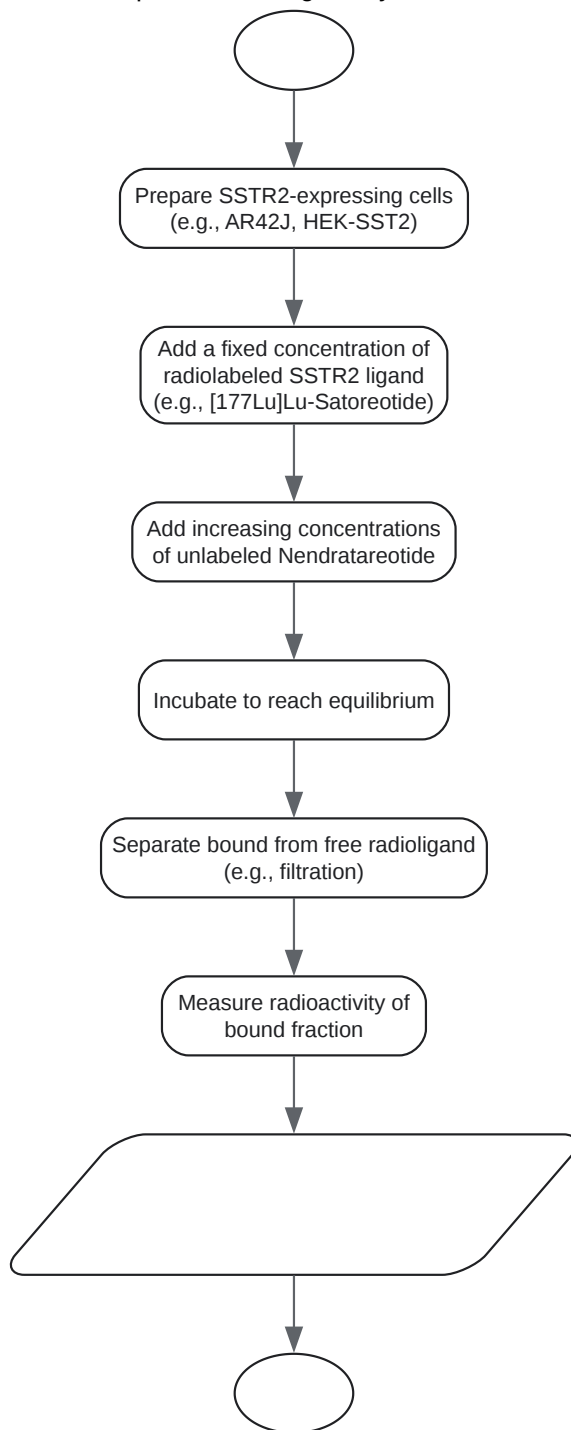 Prepare SSTR2-expressing cells
(e.g., AR42J, HEK-SST2)
Add a fixed concentration of
radiolabeled SSTR2 ligand
(e.g., [177Lu]Lu-Satoreotide)
Add increasing concentrations
of unlabeled Nendratareotide
Incubate to reach equilibrium
Separate bound from free radioligand
(e.g., filtration)
Measure radioactivity of
bound fraction